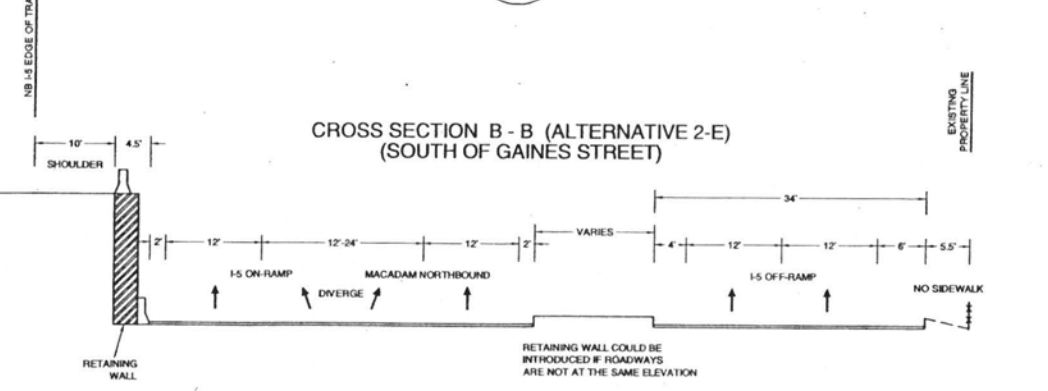 NB I-5 EDGE OF
CROSS SECTION B - B (ALTERNATIVE 2-E)
(SOUTH OF GAINES STREET)
EXISTING
PROPERTY LINE
10' 4.5'
SHOULDER
34'
2' 12' 12'-24' 12' 2' VARIES 4' 12' 12' 6' 5.5'
I-5 ON-RAMP MACADAM NORTHBOUND I-5 OFF-RAMP
DIVERGE NO SIDEWALK
RETAINING
WALL
RETAINING WALL COULD BE
INTRODUCED IF ROADWAYS
ARE NOT AT THE SAME ELEVATION